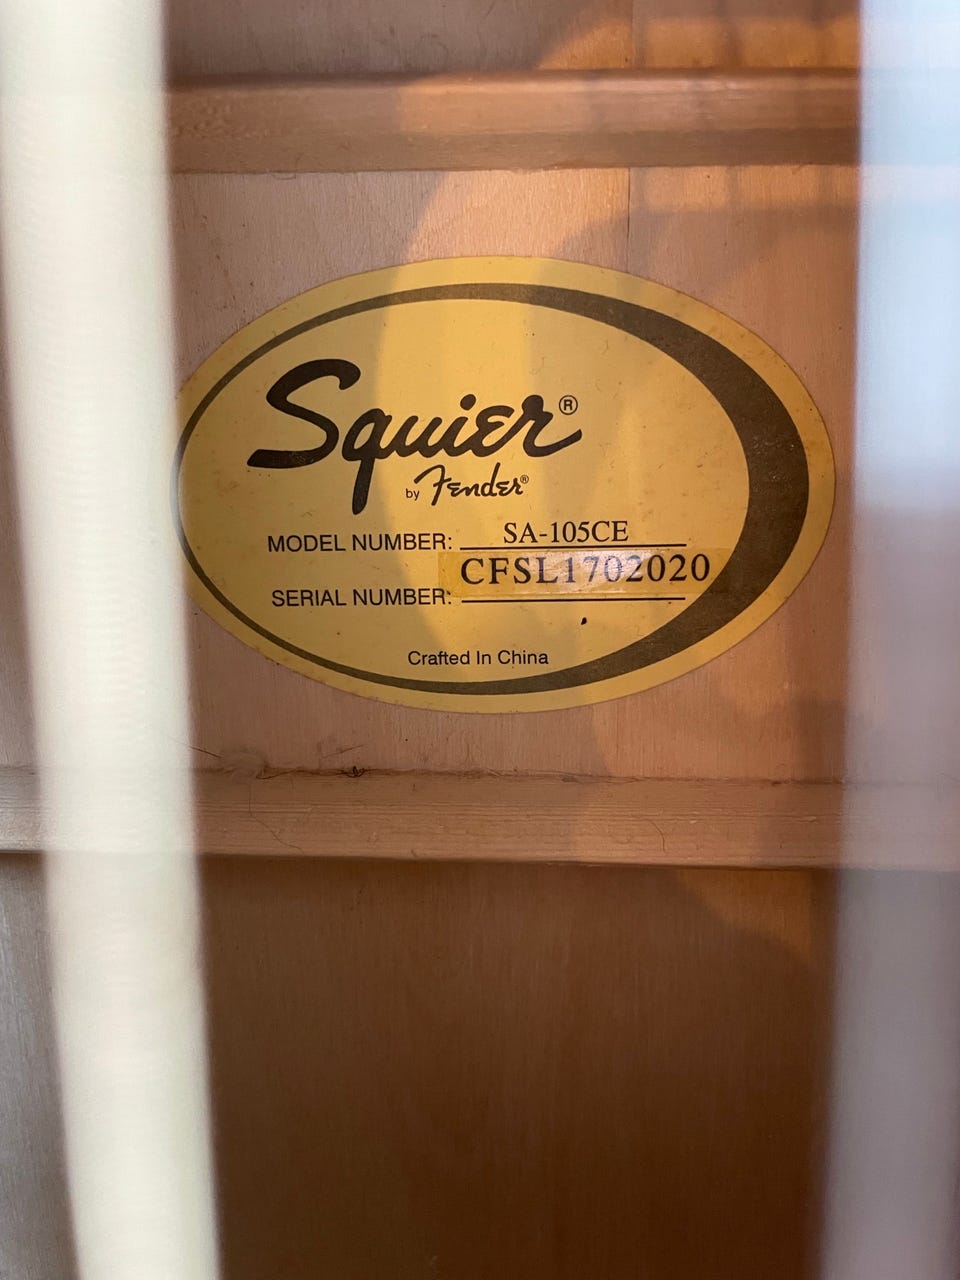 Squier®
by Fender®
MODEL NUMBER: SA-105CE
SERIAL NUMBER: CFSL1702020
Crafted In China